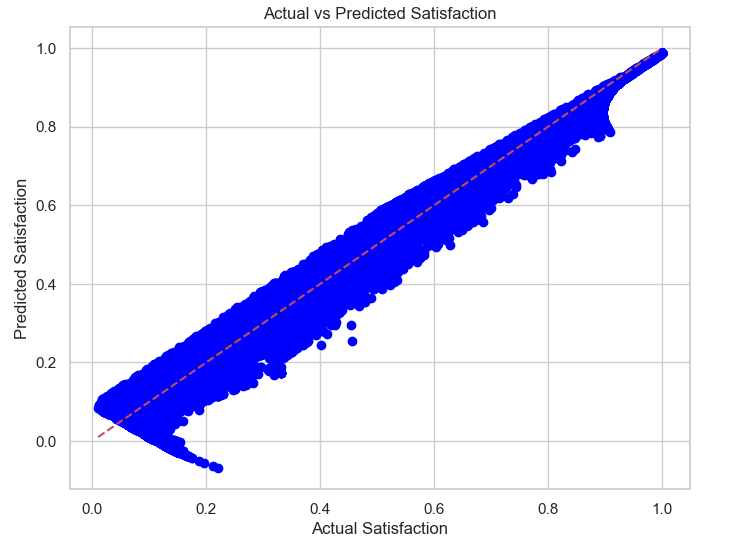 Actual vs Predicted Satisfaction
1.0
0.8
0.6
0.4
0.2
0.0
Predicted Satisfaction
0.0 0.2 0.4 0.6 0.8 1.0
Actual Satisfaction